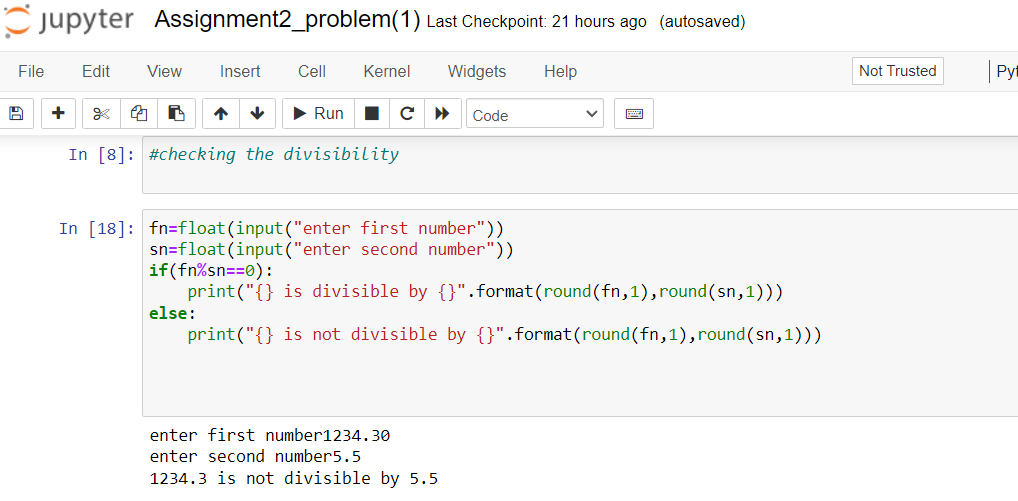 jupyter Assignment2_problem(1) Last Checkpoint: 21 hours ago (autosaved)
File Edit View Insert Cell Kernel Widgets Help Not Trusted
Run Code
In [8]: #checking the divisibility
In [18]: fn=float(input("enter first number"))
sn=float(input("enter second number"))
if(fn%sn==0):
    print("{} is divisible by {}".format(round(fn,1),round(sn,1)))
else:
    print("{} is not divisible by {}".format(round(fn,1),round(sn,1)))
enter first number1234.30
enter second number5.5
1234.3 is not divisible by 5.5